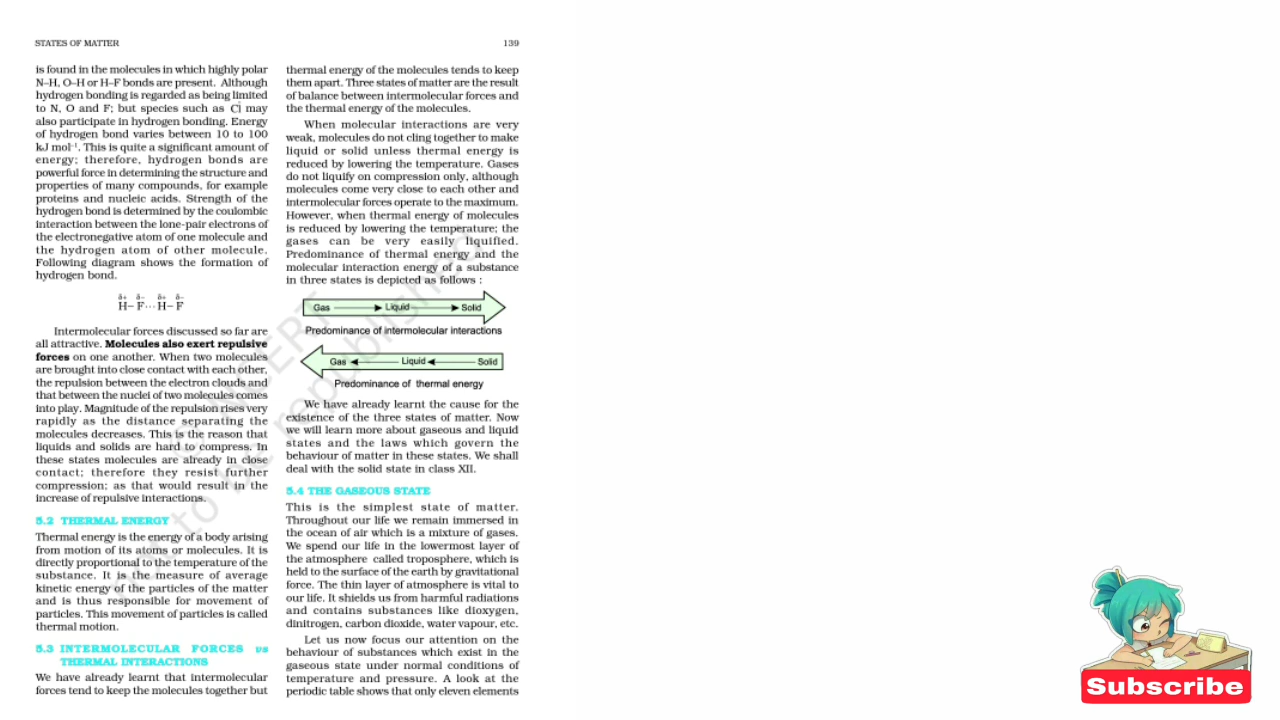 STATES OF MATTER
139
is found in the molecules in which highly polar
N–H, O–H or H–F bonds are present. Although
hydrogen bonding is regarded as being limited
to N, O and F; but species such as Cl may
also participate in hydrogen bonding. Energy
of hydrogen bond varies between 10 to 100
kJ mol⁻¹. This is quite a significant amount of
energy; therefore, hydrogen bonds are
powerful force in determining the structure and
properties of many compounds, for example
proteins and nucleic acids. Strength of the
hydrogen bond is determined by the coulombic
interaction between the lone-pair electrons of
the electronegative atom of one molecule and
the hydrogen atom of other molecule.
Following diagram shows the formation of
hydrogen bond.
δ+ δ– δ+ δ–
H– F··· H– F
Intermolecular forces discussed so far are
all attractive. Molecules also exert repulsive
forces on one another. When two molecules
are brought into close contact with each other,
the repulsion between the electron clouds and
that between the nuclei of two molecules comes
into play. Magnitude of the repulsion rises very
rapidly as the distance separating the
molecules decreases. This is the reason that
liquids and solids are hard to compress. In
these states molecules are already in close
contact; therefore they resist further
compression; as that would result in the
increase of repulsive interactions.
5.2 THERMAL ENERGY
Thermal energy is the energy of a body arising
from motion of its atoms or molecules. It is
directly proportional to the temperature of the
substance. It is the measure of average
kinetic energy of the particles of the matter
and is thus responsible for movement of
particles. This movement of particles is called
thermal motion.
5.3 INTERMOLECULAR FORCES vs
THERMAL INTERACTIONS
We have already learnt that intermolecular
forces tend to keep the molecules together but
thermal energy of the molecules tends to keep
them apart. Three states of matter are the result
of balance between intermolecular forces and
the thermal energy of the molecules.
When molecular interactions are very
weak, molecules do not cling together to make
liquid or solid unless thermal energy is
reduced by lowering the temperature. Gases
do not liquify on compression only, although
molecules come very close to each other and
intermolecular forces operate to the maximum.
However, when thermal energy of molecules
is reduced by lowering the temperature; the
gases can be very easily liquified.
Predominance of thermal energy and the
molecular interaction energy of a substance
in three states is depicted as follows :
Gas Liquid Solid
Predominance of intermolecular interactions
Gas Liquid Solid
Predominance of thermal energy
We have already learnt the cause for the
existence of the three states of matter. Now
we will learn more about gaseous and liquid
states and the laws which govern the
behaviour of matter in these states. We shall
deal with the solid state in class XII.
5.4 THE GASEOUS STATE
This is the simplest state of matter.
Throughout our life we remain immersed in
the ocean of air which is a mixture of gases.
We spend our life in the lowermost layer of
the atmosphere called troposphere, which is
held to the surface of the earth by gravitational
force. The thin layer of atmosphere is vital to
our life. It shields us from harmful radiations
and contains substances like dioxygen,
dinitrogen, carbon dioxide, water vapour, etc.
Let us now focus our attention on the
behaviour of substances which exist in the
gaseous state under normal conditions of
temperature and pressure. A look at the
periodic table shows that only eleven elements
© NCERT
not to be republished
Subscribe